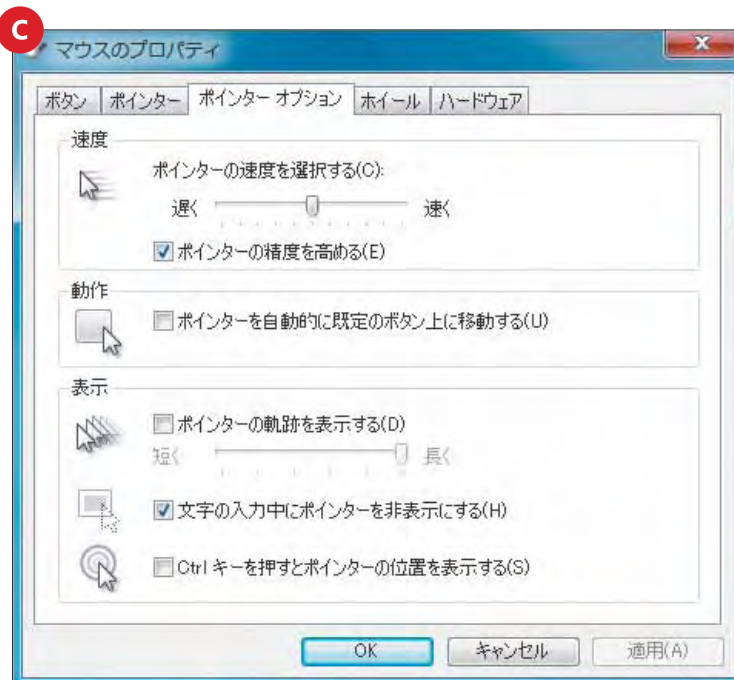 C
マウスのプロパティ
ボタン ポインター ポインター オプション ホイール ハードウェア
速度
ポインターの速度を選択する(C):
遅く 速く
ポインターの精度を高める(E)
動作
ポインターを自動的に既定のボタン上に移動する(U)
表示
ポインターの軌跡を表示する(D)
短く 長く
文字の入力中にポインターを非表示にする(H)
Ctrl キーを押すとポインターの位置を表示する(S)
OK キャンセル 適用(A)